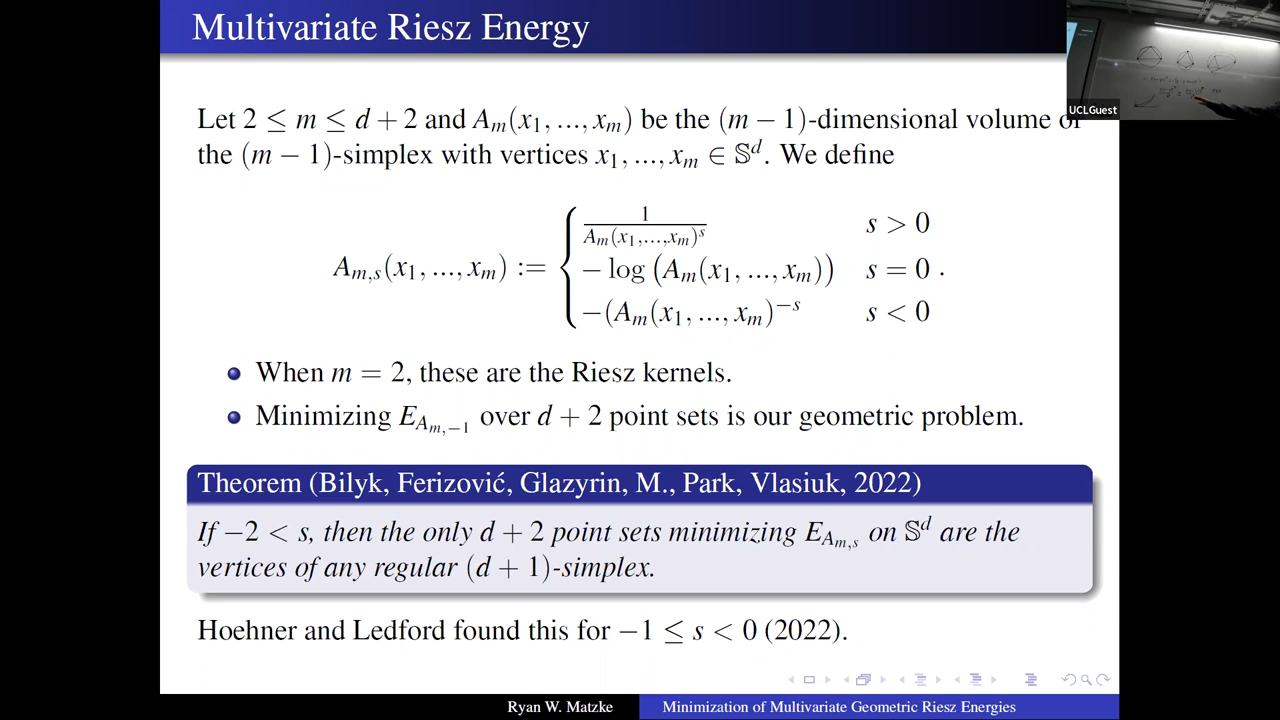 Multivariate Riesz Energy
UCLGuest
Let 2 ≤ m ≤ d + 2 and A_m(x_1, ..., x_m) be the (m − 1)-dimensional volume of
the (m − 1)-simplex with vertices x_1, ..., x_m ∈ 𝕊^d. We define
A_{m,s}(x_1, ..., x_m) := { \frac{1}{A_m(x_1,...,x_m)^s} s > 0
− log (A_m(x_1, ..., x_m)) s = 0 .
−(A_m(x_1, ..., x_m)^{−s} s < 0
When m = 2, these are the Riesz kernels.
Minimizing E_{A_{m,−1}} over d + 2 point sets is our geometric problem.
Theorem (Bilyk, Ferizović, Glazyrin, M., Park, Vlasiuk, 2022)
If −2 < s, then the only d + 2 point sets minimizing E_{A_{m,s}} on 𝕊^d are the
vertices of any regular (d + 1)-simplex.
Hoehner and Ledford found this for −1 ≤ s < 0 (2022).
Ryan W. Matzke Minimization of Multivariate Geometric Riesz Energies